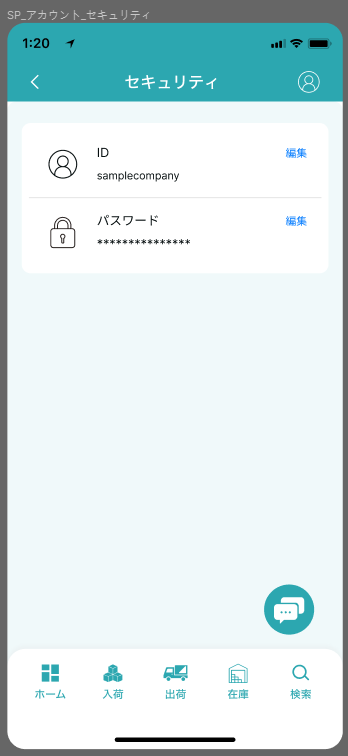 SP_アカウント_セキュリティ
1:20
セキュリティ
ID
編集
samplecompany
パスワード
編集
***************
ホーム
入荷
出荷
在庫
検索